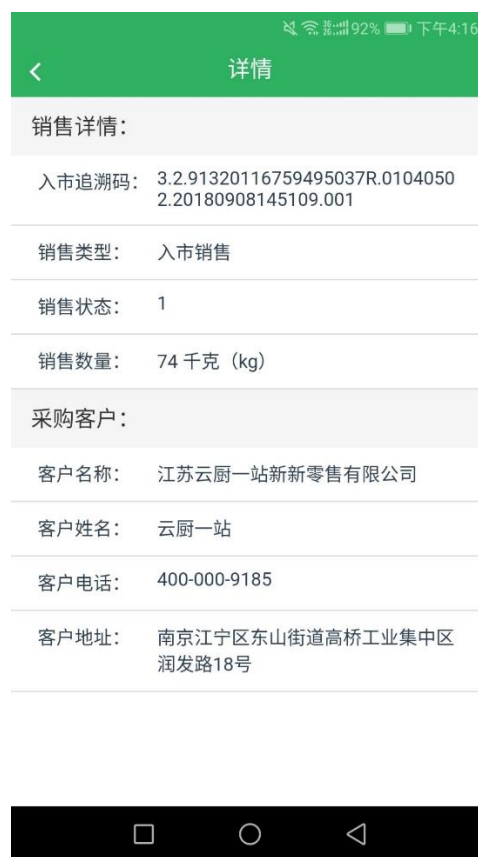 92% 下午4:16
详情
销售详情：
入市追溯码： 3.2.91320116759495037R.0104050
2.20180908145109.001
销售类型： 入市销售
销售状态： 1
销售数量： 74 千克（kg）
采购客户：
客户名称： 江苏云厨一站新新零售有限公司
客户姓名： 云厨一站
客户电话： 400-000-9185
客户地址： 南京江宁区东山街道高桥工业集中区
润发路18号